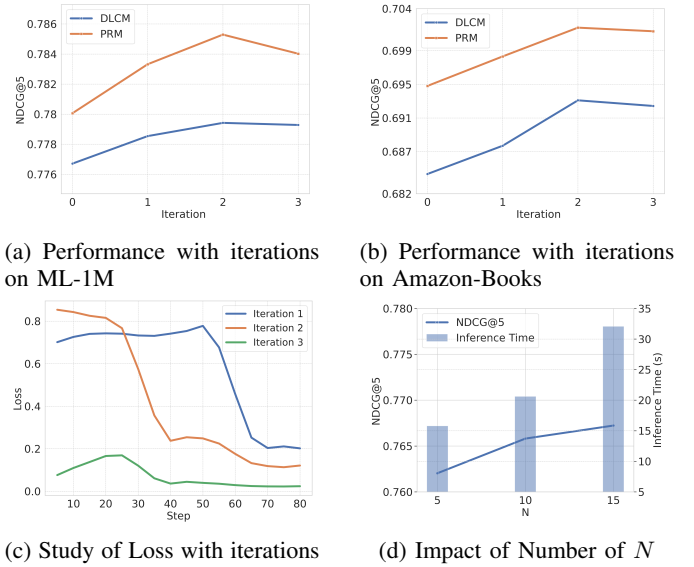 0.786
0.784
0.782
0.78
0.778
0.776
NDCG@5
DLCM
PRM
0 1 2 3
Iteration
0.704
0.699
0.695
0.691
0.687
0.682
NDCG@5
DLCM
PRM
0 1 2 3
Iteration
(a) Performance with iterations
on ML-1M
(b) Performance with iterations
on Amazon-Books
0.8
0.6
0.4
0.2
0.0
Loss
Iteration 1
Iteration 2
Iteration 3
10 20 30 40 50 60 70 80
Step
0.780
0.775
0.770
0.765
0.760
NDCG@5
NDCG@5
Inference Time
35
30
25
20
15
10
5
Inference Time (s)
5 10 15
N
(c) Study of Loss with iterations
(d) Impact of Number of N